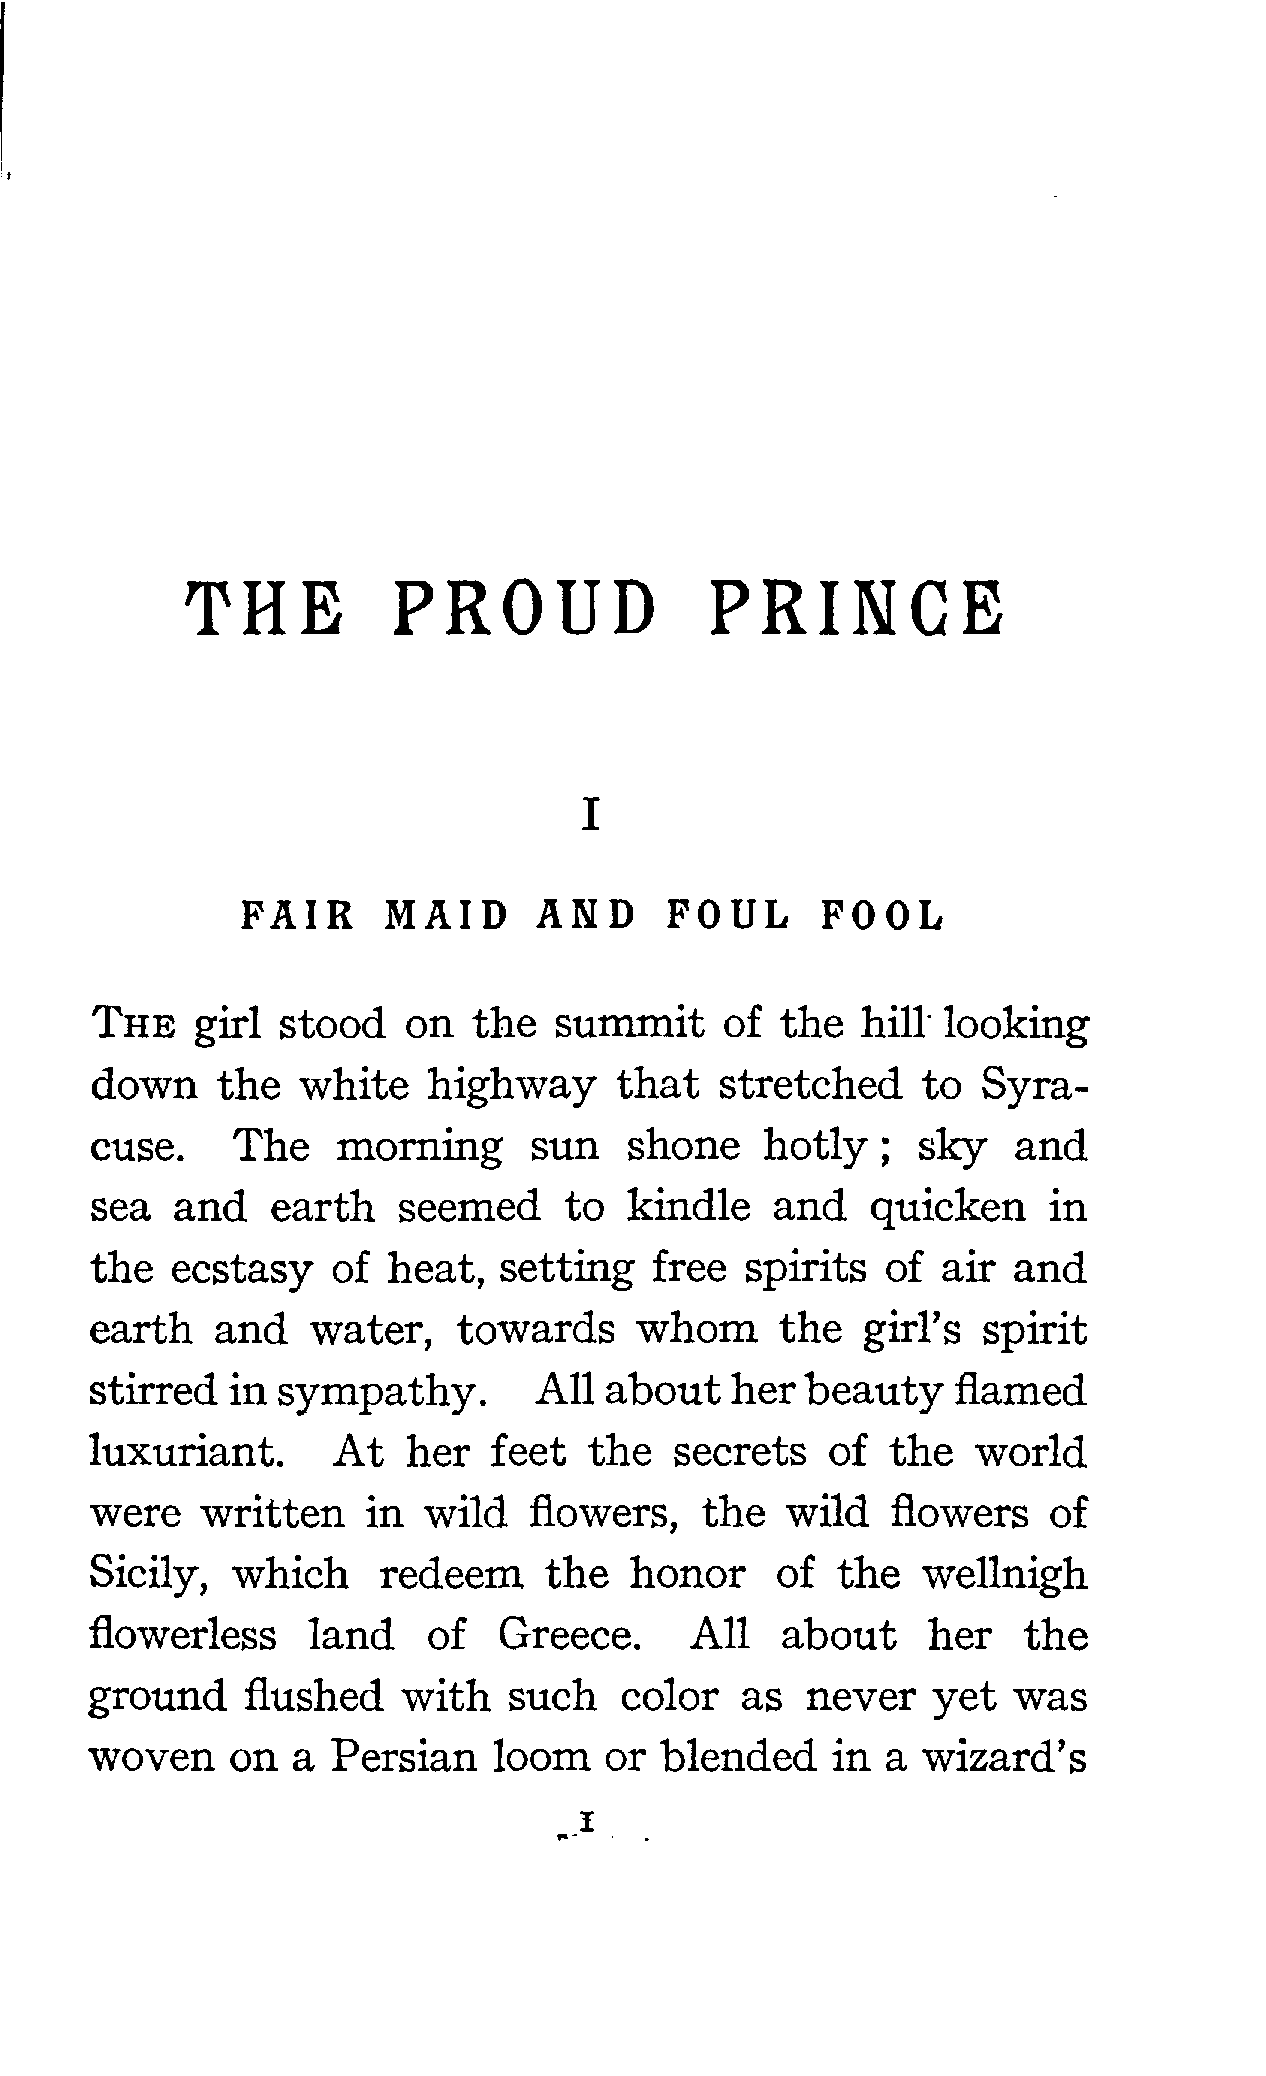 THE PROUD PRINCE
I
FAIR MAID AND FOUL FOOL
THE girl stood on the summit of the hill looking
down the white highway that stretched to Syra-
cuse. The morning sun shone hotly; sky and
sea and earth seemed to kindle and quicken in
the ecstasy of heat, setting free spirits of air and
earth and water, towards whom the girl's spirit
stirred in sympathy. All about her beauty flamed
luxuriant. At her feet the secrets of the world
were written in wild flowers, the wild flowers of
Sicily, which redeem the honor of the wellnigh
flowerless land of Greece. All about her the
ground flushed with such color as never yet was
woven on a Persian loom or blended in a wizard's
1